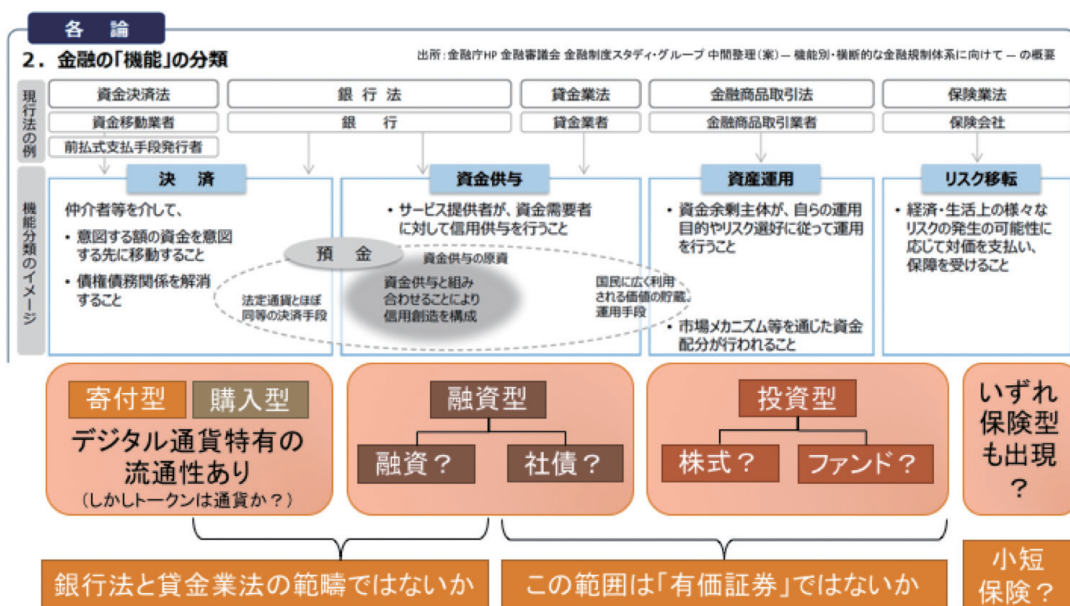 各 論
2. 金融の「機能」の分類
出所:金融庁HP 金融審議会 金融制度スタディ・グループ 中間整理(案)― 機能別・横断的な金融規制体系に向けて ― の概要
現行法の例
資金決済法
銀 行 法
貸金業法
金融商品取引法
保険業法
資金移動業者
銀 行
貸金業者
金融商品取引業者
保険会社
前払式支払手段発行者
機能分類のイメージ
決 済
仲介者等を介して、
・意図する額の資金を意図
する先に移動すること
・債権債務関係を解消
すること
資金供与
・サービス提供者が、資金需要者
に対して信用供与を行うこと
預 金
資金供与の原資
資金供与と組み
合わせることにより
信用創造を構成
法定通貨とほぼ
同等の決済手段
国民に広く利用
される価値の貯蔵、
運用手段
資産運用
・資金余剰主体が、自らの運用
目的やリスク選好に従って運用
を行うこと
・市場メカニズム等を通じた資金
配分が行われること
リスク移転
・経済・生活上の様々な
リスクの発生の可能性に
応じて対価を支払い、
保障を受けること
寄付型
購入型
デジタル通貨特有の
流通性あり
(しかしトークンは通貨か?)
融資型
融資?
社債?
投資型
株式?
ファンド?
いずれ
保険型
も出現
?
銀行法と貸金業法の範疇ではないか
この範囲は「有価証券」ではないか
小短
保険?